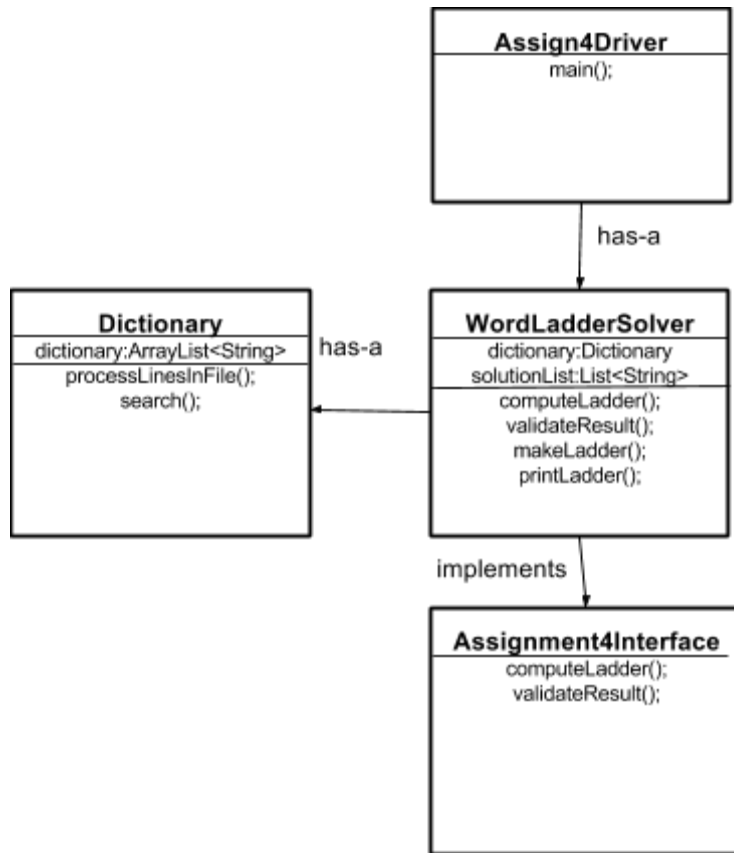 Assign4Driver
main();
has-a
Dictionary
dictionary:ArrayList<String>
processLinesInFile();
search();
has-a
WordLadderSolver
dictionary:Dictionary
solutionList:List<String>
computeLadder();
validateResult();
makeLadder();
printLadder();
implements
Assignment4Interface
computeLadder();
validateResult();